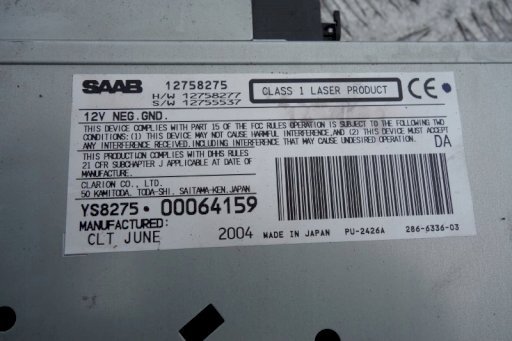 SAAB 12758275 CLASS 1 LASER PRODUCT CE
H/W 12758277
S/W 12755537
12V NEG.GND.
THIS DEVICE COMPLIES WITH PART 15 OF THE FCC RULES OPERATION IS SUBJECT TO THE FOLLOWING TWO
CONDITIONS: (1) THIS DEVICE MAY NOT CAUSE HARMFUL INTERFERENCE, AND (2) THIS DEVICE MUST ACCEPT
ANY INTERFERENCE RECEIVED, INCLUDING INTERFERENCE THAT MAY CAUSE UNDESIRED OPERATION.
DA
THIS PRODUCTION COMPLIES WITH DHHS RULES
21 CFR SUBCHAPTER J APPLICABLE AT DATE OF
MANUFACTURE.
CLARION CO., LTD.
50 KAMITODA, TODA-SHI, SAITAMA-KEN, JAPAN
YS8275•00064159
MANUFACTURED:
CLT JUNE 2004 MADE IN JAPAN PU-2426A 286-6336-03